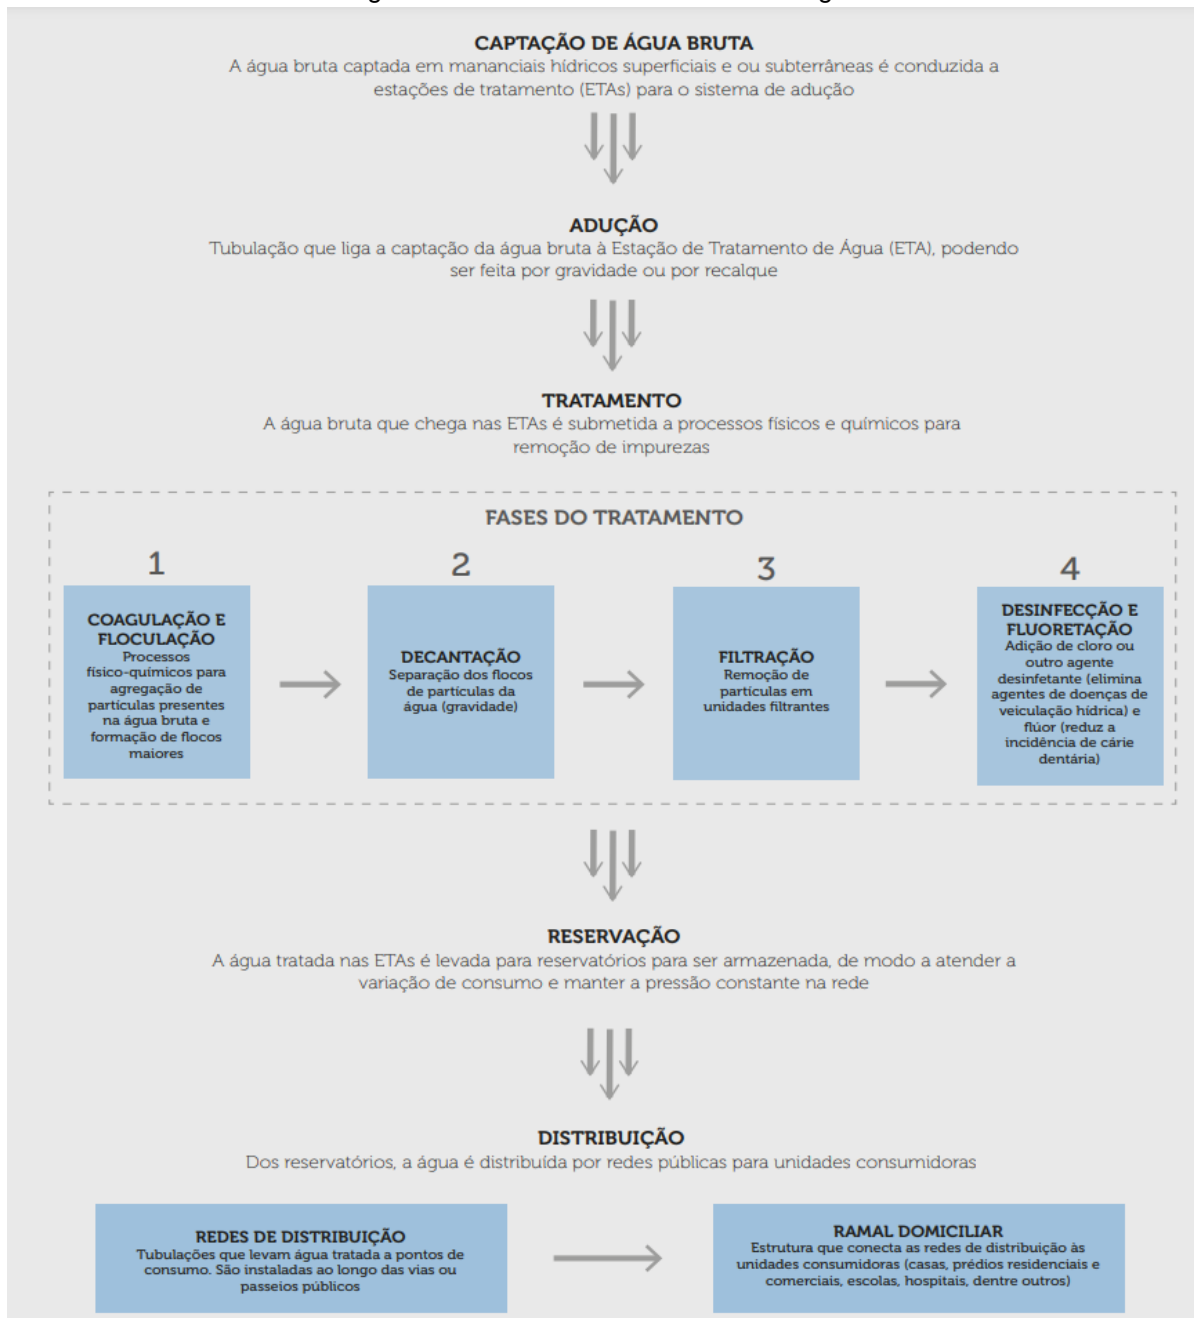 CAPTAÇÃO DE ÁGUA BRUTA
A água bruta captada em mananciais hídricos superficiais e ou subterrâneas é conduzida a
estações de tratamento (ETAs) para o sistema de adução
ADUÇÃO
Tubulação que liga a captação da água bruta à Estação de Tratamento de Água (ETA), podendo
ser feita por gravidade ou por recalque
TRATAMENTO
A água bruta que chega nas ETAs é submetida a processos físicos e químicos para
remoção de impurezas
FASES DO TRATAMENTO
1
COAGULAÇÃO E
FLOCULAÇÃO
Processos
físico-químicos para
agregação de
partículas presentes
na água bruta e
formação de flocos
maiores
2
DECANTAÇÃO
Separação dos flocos
de partículas da
água (gravidade)
3
FILTRAÇÃO
Remoção de
partículas em
unidades filtrantes
4
DESINFECÇÃO E
FLUORETAÇÃO
Adição de cloro ou
outro agente
desinfetante (elimina
agentes de doenças de
veiculação hídrica) e
flúor (reduz a
incidência de cárie
dentária)
RESERVAÇÃO
A água tratada nas ETAs é levada para reservatórios para ser armazenada, de modo a atender a
variação de consumo e manter a pressão constante na rede
DISTRIBUIÇÃO
Dos reservatórios, a água é distribuída por redes públicas para unidades consumidoras
REDES DE DISTRIBUIÇÃO
Tubulações que levam água tratada a pontos de
consumo. São instaladas ao longo das vias ou
passeios públicos
RAMAL DOMICILIAR
Estrutura que conecta as redes de distribuição às
unidades consumidoras (casas, prédios residenciais e
comerciais, escolas, hospitais, dentre outros)